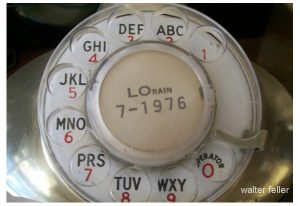 DEF
3
ABC
2
1
GHI
4
JKL
5
MNO
6
PRS
7
TUV
8
WXY
9
OPERATOR
0
LORAIN
7-1976
walter feller